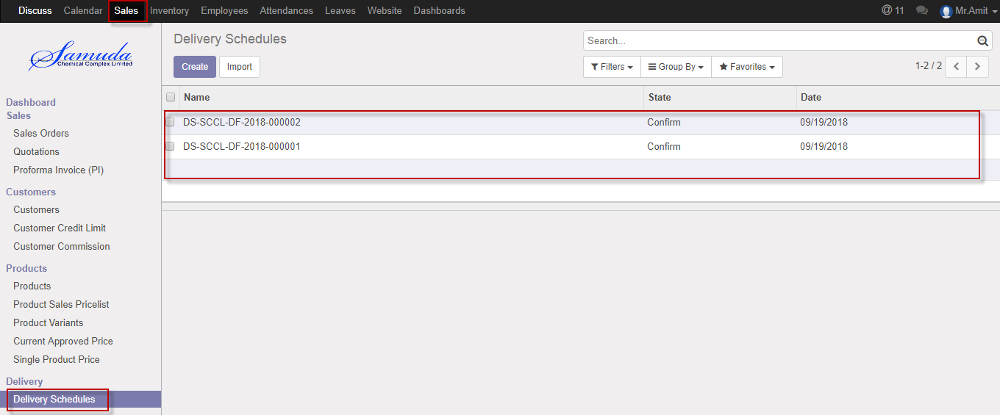 Discuss Calendar Sales Inventory Employees Attendances Leaves Website Dashboards @ 11 Mr.Amit
Samuda
Chemical Complex Limited
Delivery Schedules
Search...
Create Import
Filters Group By Favorites 1-2 / 2
Name State Date
DS-SCCL-DF-2018-000002 Confirm 09/19/2018
DS-SCCL-DF-2018-000001 Confirm 09/19/2018
Dashboard
Sales
Sales Orders
Quotations
Proforma Invoice (PI)
Customers
Customers
Customer Credit Limit
Customer Commission
Products
Products
Product Sales Pricelist
Product Variants
Current Approved Price
Single Product Price
Delivery
Delivery Schedules